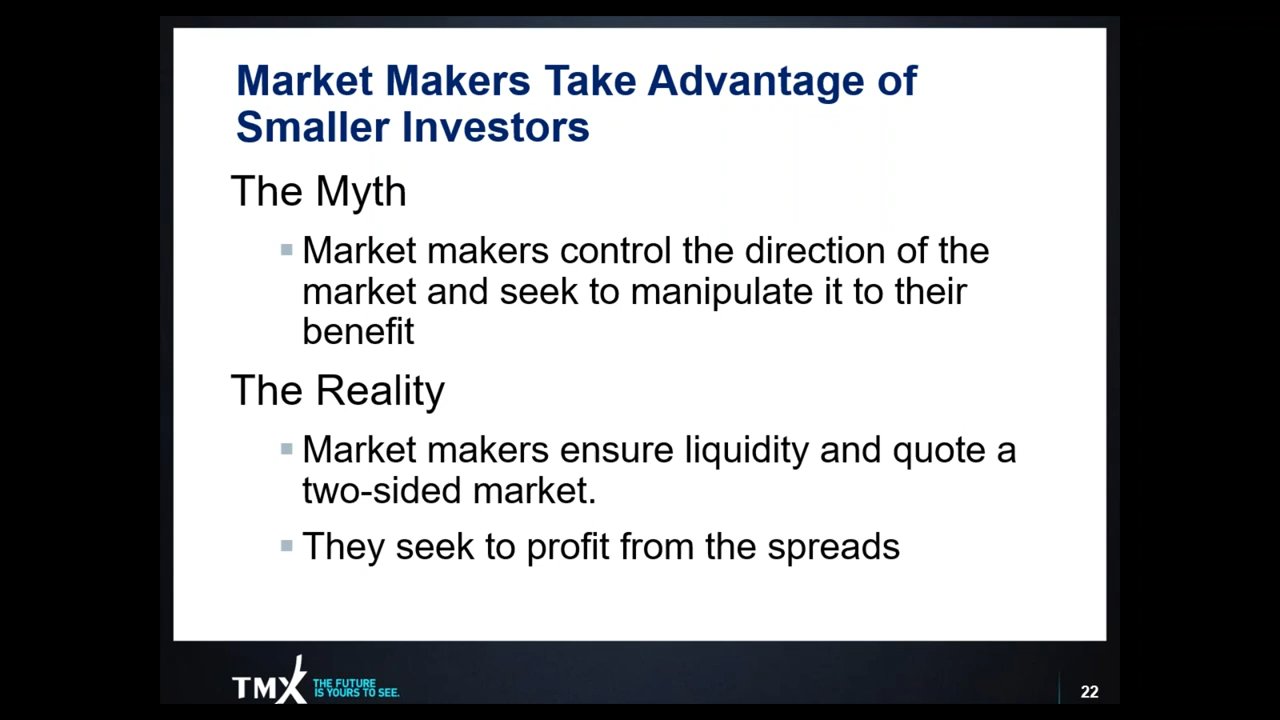 Market Makers Take Advantage of
Smaller Investors
The Myth
Market makers control the direction of the
market and seek to manipulate it to their
benefit
The Reality
Market makers ensure liquidity and quote a
two-sided market.
They seek to profit from the spreads
TMX THE FUTURE
IS YOURS TO SEE.
22